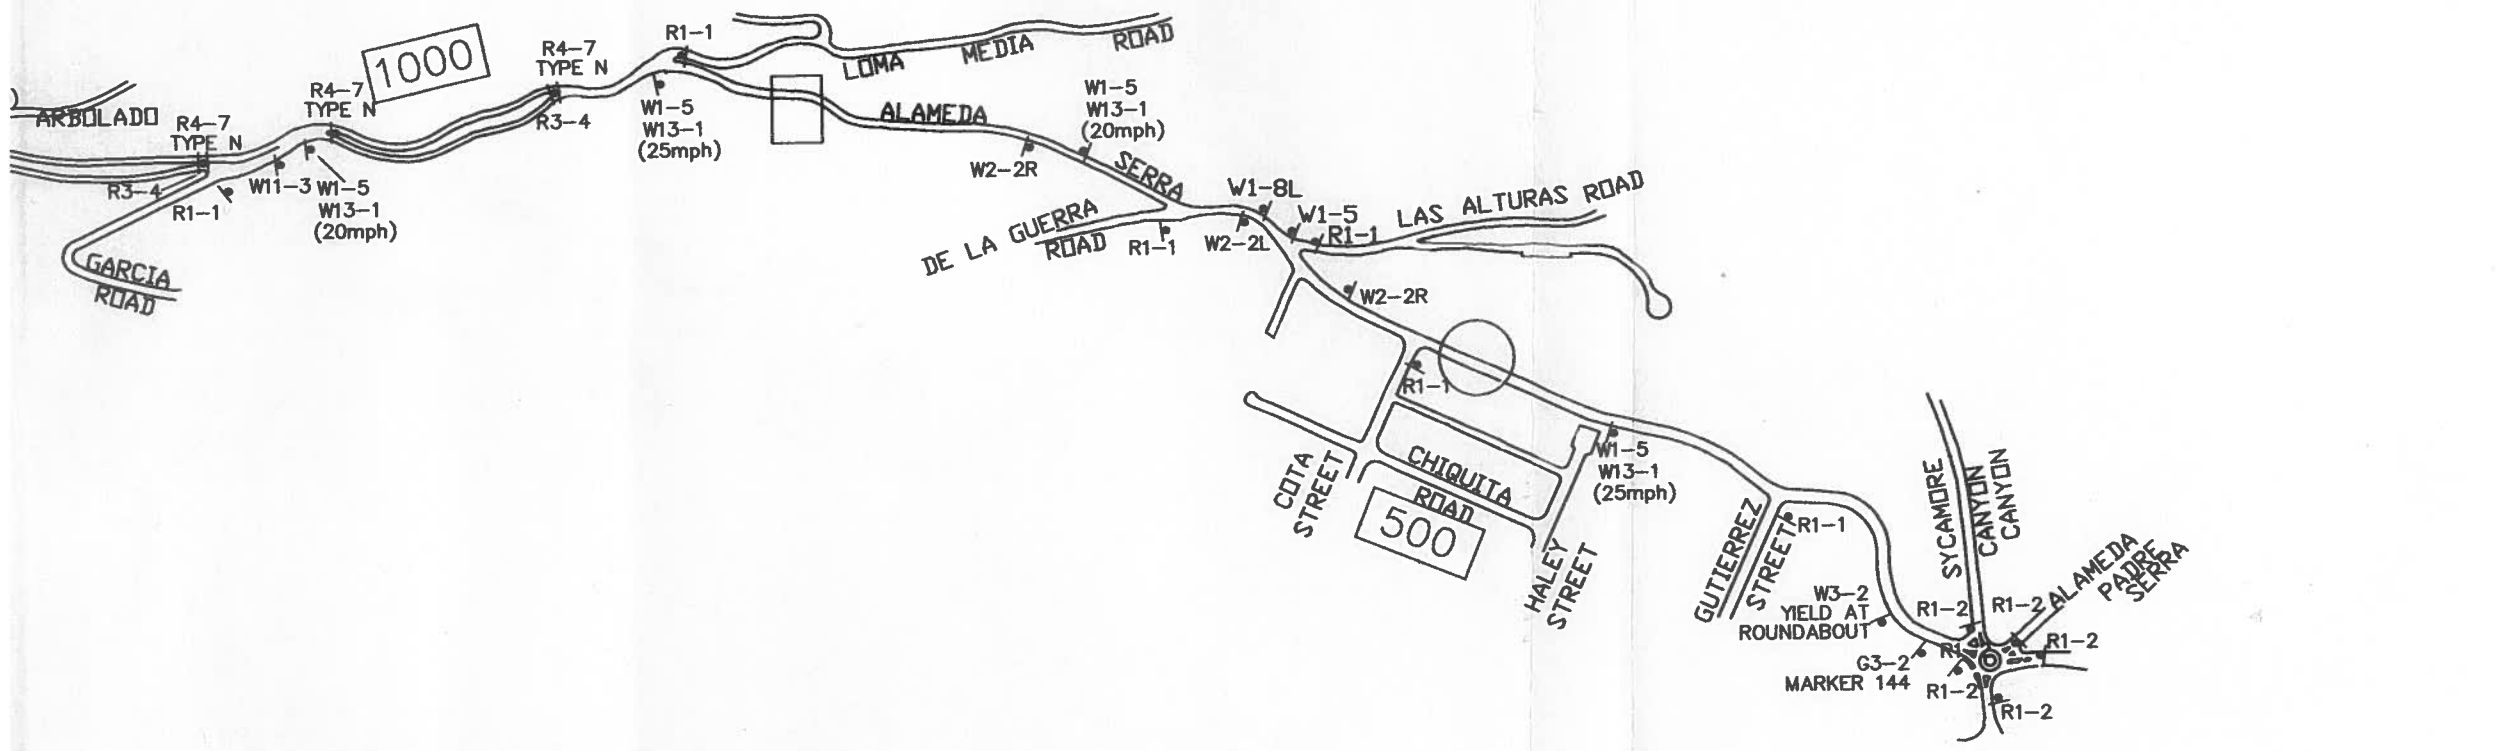 ARBOLADO
R4-7
TYPE N
R3-4
R1-1
GARCIA
ROAD
W11-3
W1-5
W13-1
(20mph)
R4-7
TYPE N
1000
R4-7
TYPE N
R3-4
R1-1
W1-5
W13-1
(25mph)
LOMA MEDIA ROAD
ALAMEDA
SERRA
W2-2R
W1-5
W13-1
(20mph)
DE LA GUERRA
ROAD
R1-1
W1-8L
W2-2L
W1-5
R1-1
LAS ALTURAS ROAD
W2-2R
R1-1
COTA
STREET
CHIQUITA
ROAD
500
HALEY
STREET
W1-5
W13-1
(25mph)
GUTIERREZ
STREET
R1-1
SYCAMORE
CANYON
CANYON
ALAMEDA
PADRE
SERRA
W3-2
YIELD AT
ROUNDABOUT
R1-2
R1-2
R1-2
G3-2
MARKER 144
R1-2
R1-2